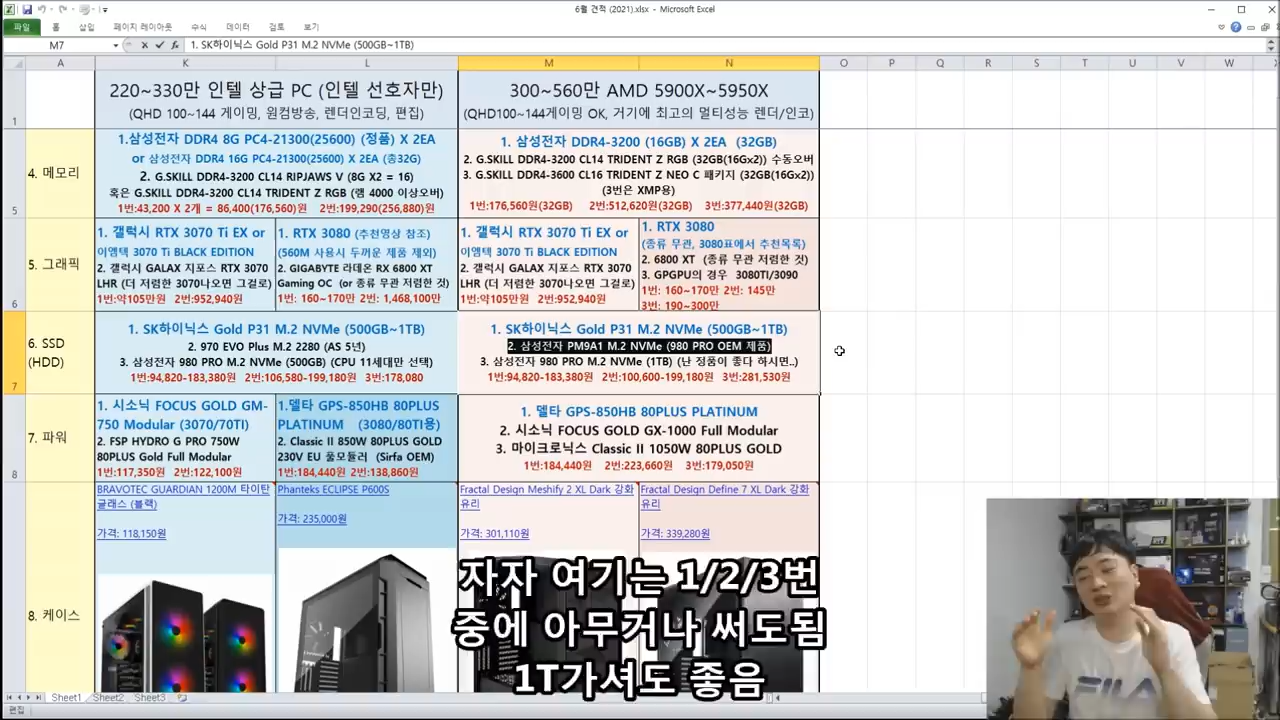 6월 견적 (2021).xlsx - Microsoft Excel
파일 홈 삽입 페이지 레이아웃 수식 데이터 검토 보기
M7 1. SK하이닉스 Gold P31 M.2 NVMe (500GB~1TB)
A K L M N O P Q R S T U V W
1
220~330만 인텔 상급 PC (인텔 선호자만)
(QHD 100~144 게이밍, 원컴방송, 렌더인코딩, 편집)
300~560만 AMD 5900X~5950X
(QHD100~144게이밍 OK, 거기에 최고의 멀티성능 렌더/인코)
4. 메모리
5
1.삼성전자 DDR4 8G PC4-21300(25600) (정품) X 2EA
or 삼성전자 DDR4 16G PC4-21300(25600) X 2EA (총32G)
2. G.SKILL DDR4-3200 CL14 RIPJAWS V (8G X2 = 16)
혹은 G.SKILL DDR4-3200 CL14 TRIDENT Z RGB (램 4000 이상오버)
1번:43,200 X 2개 = 86,400(176,560)원 2번:199,290(256,880)원
1. 삼성전자 DDR4-3200 (16GB) X 2EA (32GB)
2. G.SKILL DDR4-3200 CL14 TRIDENT Z RGB (32GB(16Gx2)) 수동오버
3. G.SKILL DDR4-3600 CL16 TRIDENT Z NEO C 패키지 (32GB(16Gx2))
(3번은 XMP용)
1번:176,560원(32GB) 2번:512,620원(32GB) 3번:377,440원(32GB)
5. 그래픽
6
1. 갤럭시 RTX 3070 Ti EX or
이엠텍 3070 Ti BLACK EDITION
2. 갤럭시 GALAX 지포스 RTX 3070
LHR (더 저렴한 3070나오면 그걸로)
1번:약105만원 2번:952,940원
1. RTX 3080 (추천영상 참조)
(560M 사용시 두꺼운 제품 제외)
2. GIGABYTE 라데온 RX 6800 XT
Gaming OC (or 종류 무관 저렴한 것)
1번: 160~170만 2번: 1,468,100만
1. 갤럭시 RTX 3070 Ti EX or
이엠텍 3070 Ti BLACK EDITION
2. 갤럭시 GALAX 지포스 RTX 3070
LHR (더 저렴한 3070나오면 그걸로)
1번:약105만원 2번:952,940원
1. RTX 3080
(종류 무관, 3080표에서 추천목록)
2. 6800 XT (종류 무관 저렴한 것)
3. GPGPU의 경우 3080TI/3090
1번: 160~170만 2번: 145만
3번: 190~300만
6. SSD
(HDD)
7
1. SK하이닉스 Gold P31 M.2 NVMe (500GB~1TB)
2. 970 EVO Plus M.2 2280 (AS 5년)
3. 삼성전자 980 PRO M.2 NVMe (500GB) (CPU 11세대만 선택)
1번:94,820-183,380원 2번:106,580-199,180원 3번:178,080
1. SK하이닉스 Gold P31 M.2 NVMe (500GB~1TB)
2. 삼성전자 PM9A1 M.2 NVMe (980 PRO OEM 제품)
3. 삼성전자 980 PRO M.2 NVMe (1TB) (난 정품이 좋다 하시면..)
1번:94,820-183,380원 2번:100,600-199,180원 3번:281,530원
7. 파워
8
1. 시소닉 FOCUS GOLD GM-
750 Modular (3070/70TI)
2. FSP HYDRO G PRO 750W
80PLUS Gold Full Modular
1번:117,350원 2번:122,100원
1.델타 GPS-850HB 80PLUS
PLATINUM (3080/80TI용)
2. Classic II 850W 80PLUS GOLD
230V EU 풀모듈러 (Sirfa OEM)
1번:184,440원 2번:138,860원
1. 델타 GPS-850HB 80PLUS PLATINUM
2. 시소닉 FOCUS GOLD GX-1000 Full Modular
3. 마이크로닉스 Classic II 1050W 80PLUS GOLD
1번:184,440원 2번:223,660원 3번:179,050원
8. 케이스
BRAVOTEC GUARDIAN 1200M 타이탄
글래스 (블랙)
가격: 118,150원
Phanteks ECLIPSE P600S
가격: 235,000원
Fractal Design Meshify 2 XL Dark 강화
유리
가격: 301,110원
Fractal Design Define 7 XL Dark 강화
유리
가격: 339,280원
자자 여기는 1/2/3번
중에 아무거나 써도됨
1T가셔도 좋음
FILA
Sheet1 Sheet2 Sheet3
편집